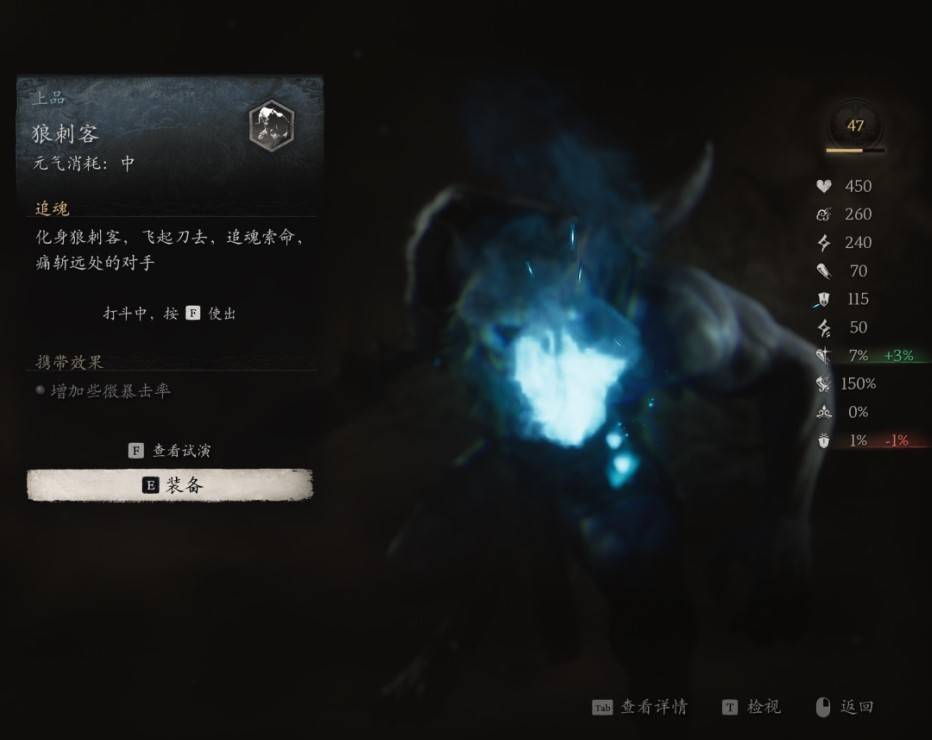 上品
狼刺客
元气消耗：中
追魂
化身狼刺客，飞起刀去，追魂索命，
痛斩远处的对手
打斗中，按 F 使出
携带效果
增加些微暴击率
F 查看试演
E 装备
47
450
260
240
70
115
50
7% +3%
150%
0%
1% -1%
Tab 查看详情 T 检视 返回